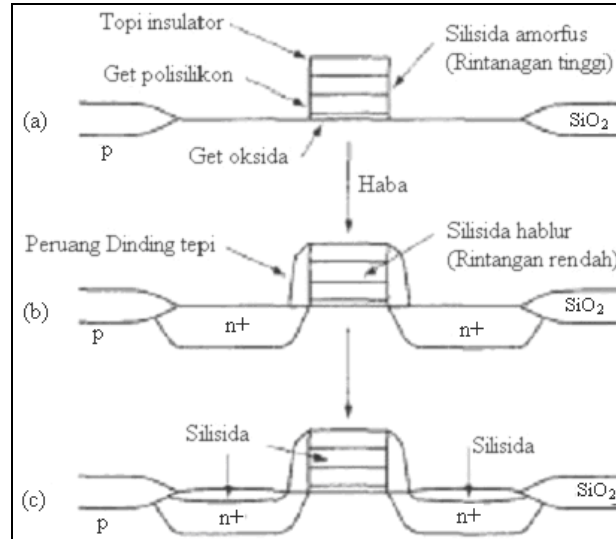 Topi insulator
Silisida amorfus
(Rintanagan tinggi)
Get polisilikon
(a)
p
SiO2
Get oksida
Haba
Peruang Dinding tepi
Silisida hablur
(Rintangan rendah)
(b)
p
n+
n+
SiO2
Silisida
Silisida
(c)
p
n+
n+
SiO2